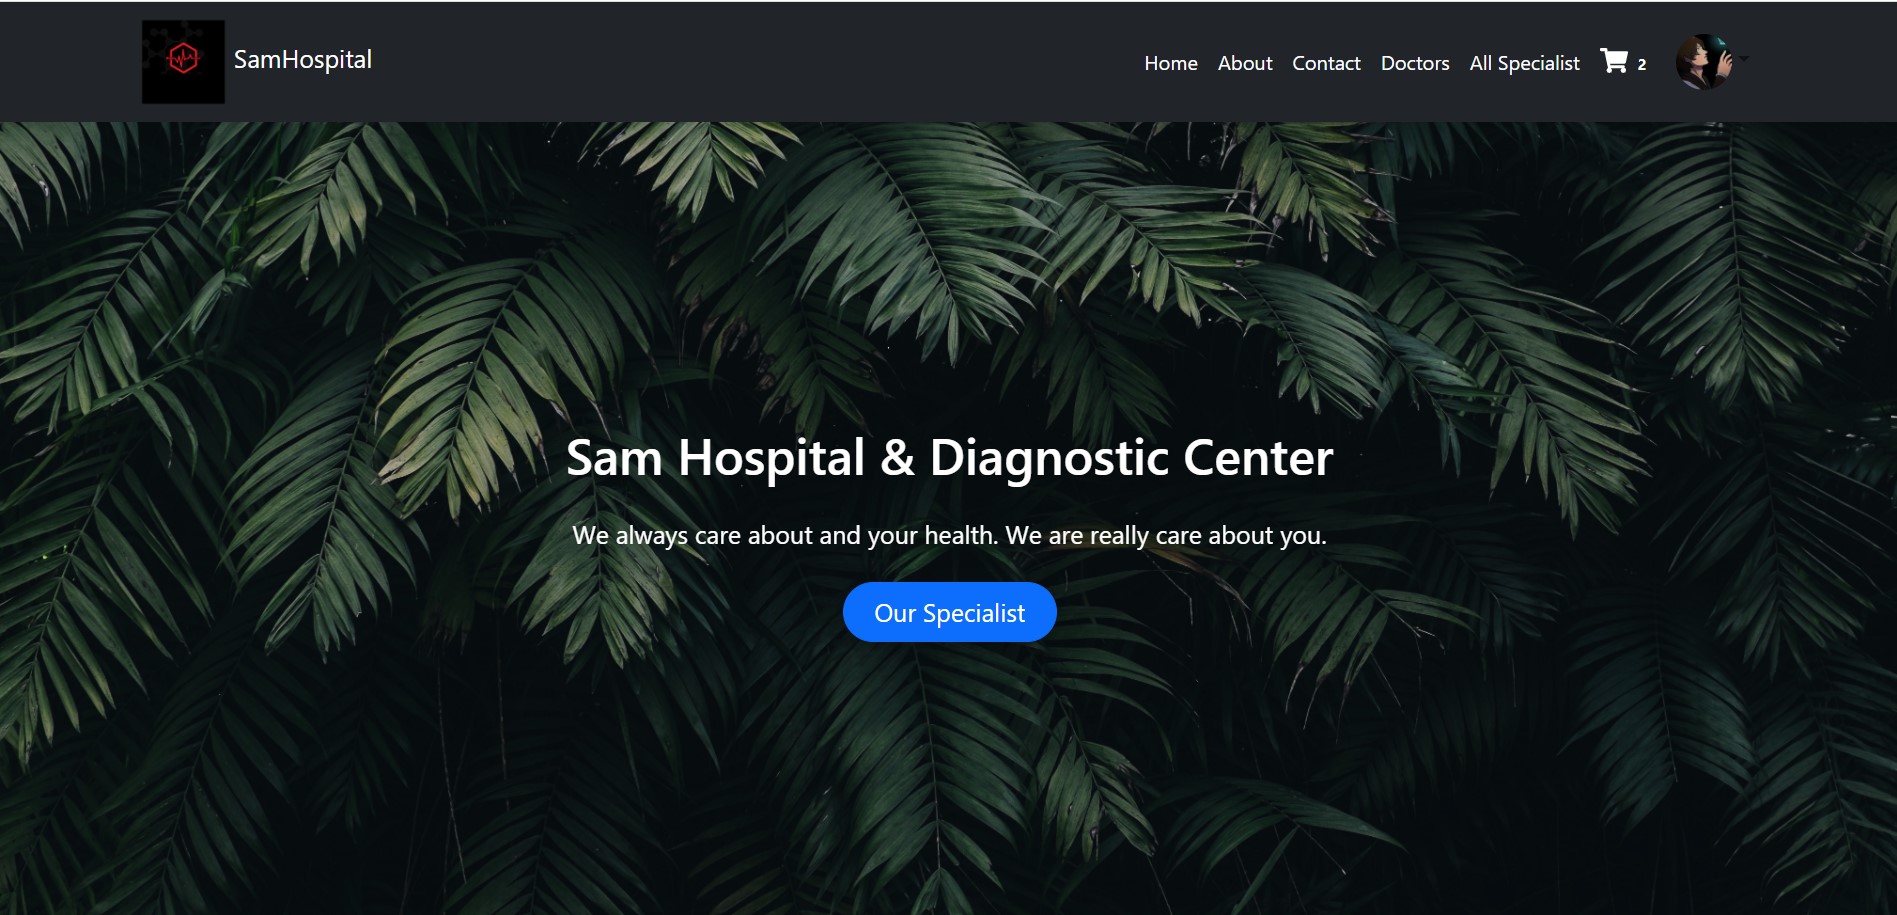 SamHospital
Home About Contact Doctors All Specialist 2
Sam Hospital & Diagnostic Center
We always care about and your health. We are really care about you.
Our Specialist